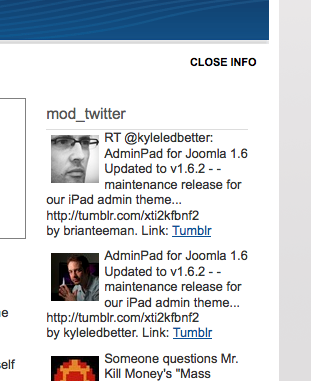 CLOSE INFO
mod_twitter
RT @kyleledbetter:
AdminPad for Joomla 1.6
Updated to v1.6.2 - -
maintenance release for
our iPad admin theme...
http://tumblr.com/xti2kfbnf2
by brianteeman. Link: Tumblr
AdminPad for Joomla 1.6
Updated to v1.6.2 - -
maintenance release for
our iPad admin theme...
http://tumblr.com/xti2kfbnf2
by kyleledbetter. Link: Tumblr
Someone questions Mr.
Kill Money's "Mass